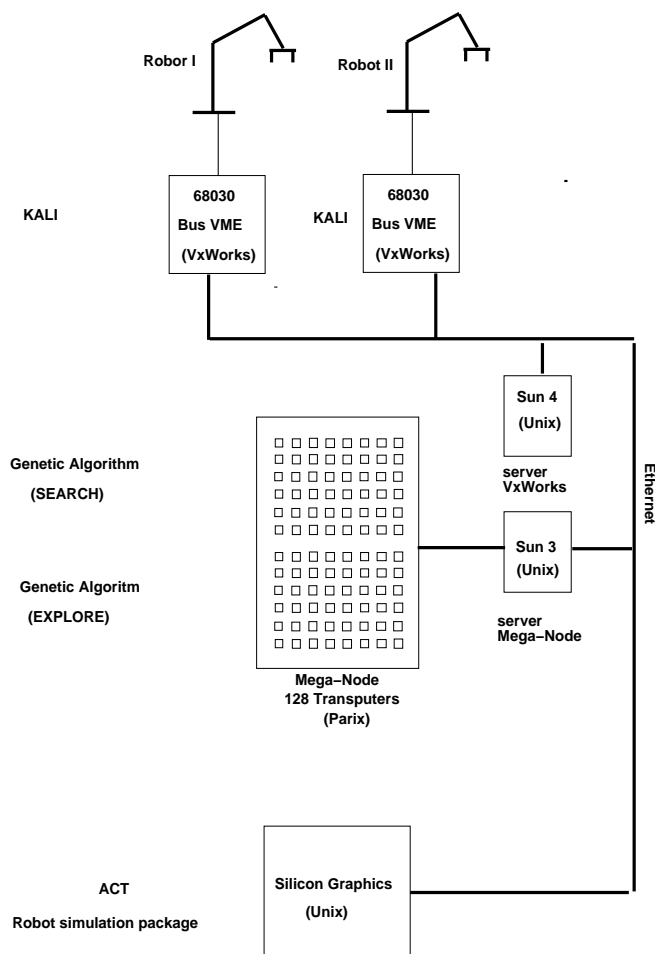 Robor I
Robot II
KALI
68030
Bus VME
(VxWorks)
KALI
68030
Bus VME
(VxWorks)
Sun 4
(Unix)
server
VxWorks
Ethernet
Genetic Algorithm
(SEARCH)
Genetic Algoritm
(EXPLORE)
Sun 3
(Unix)
server
Mega–Node
Mega–Node
128 Transputers
(Parix)
ACT
Robot simulation package
Silicon Graphics
(Unix)